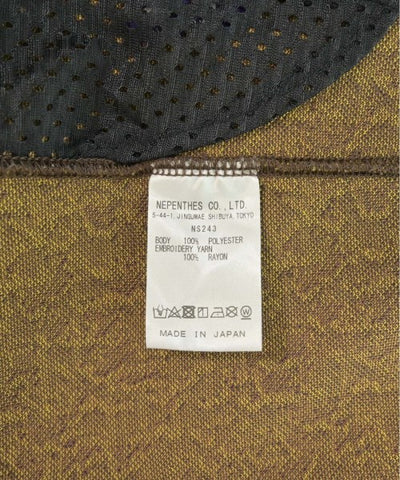 NEPENTHES CO.,LTD.
5-44-1,JINGUMAE SHIBUYA,TOKYO
NS243
BODY 100% POLYESTER
EMBROIDERY YARN
100% RAYON
MADE IN JAPAN